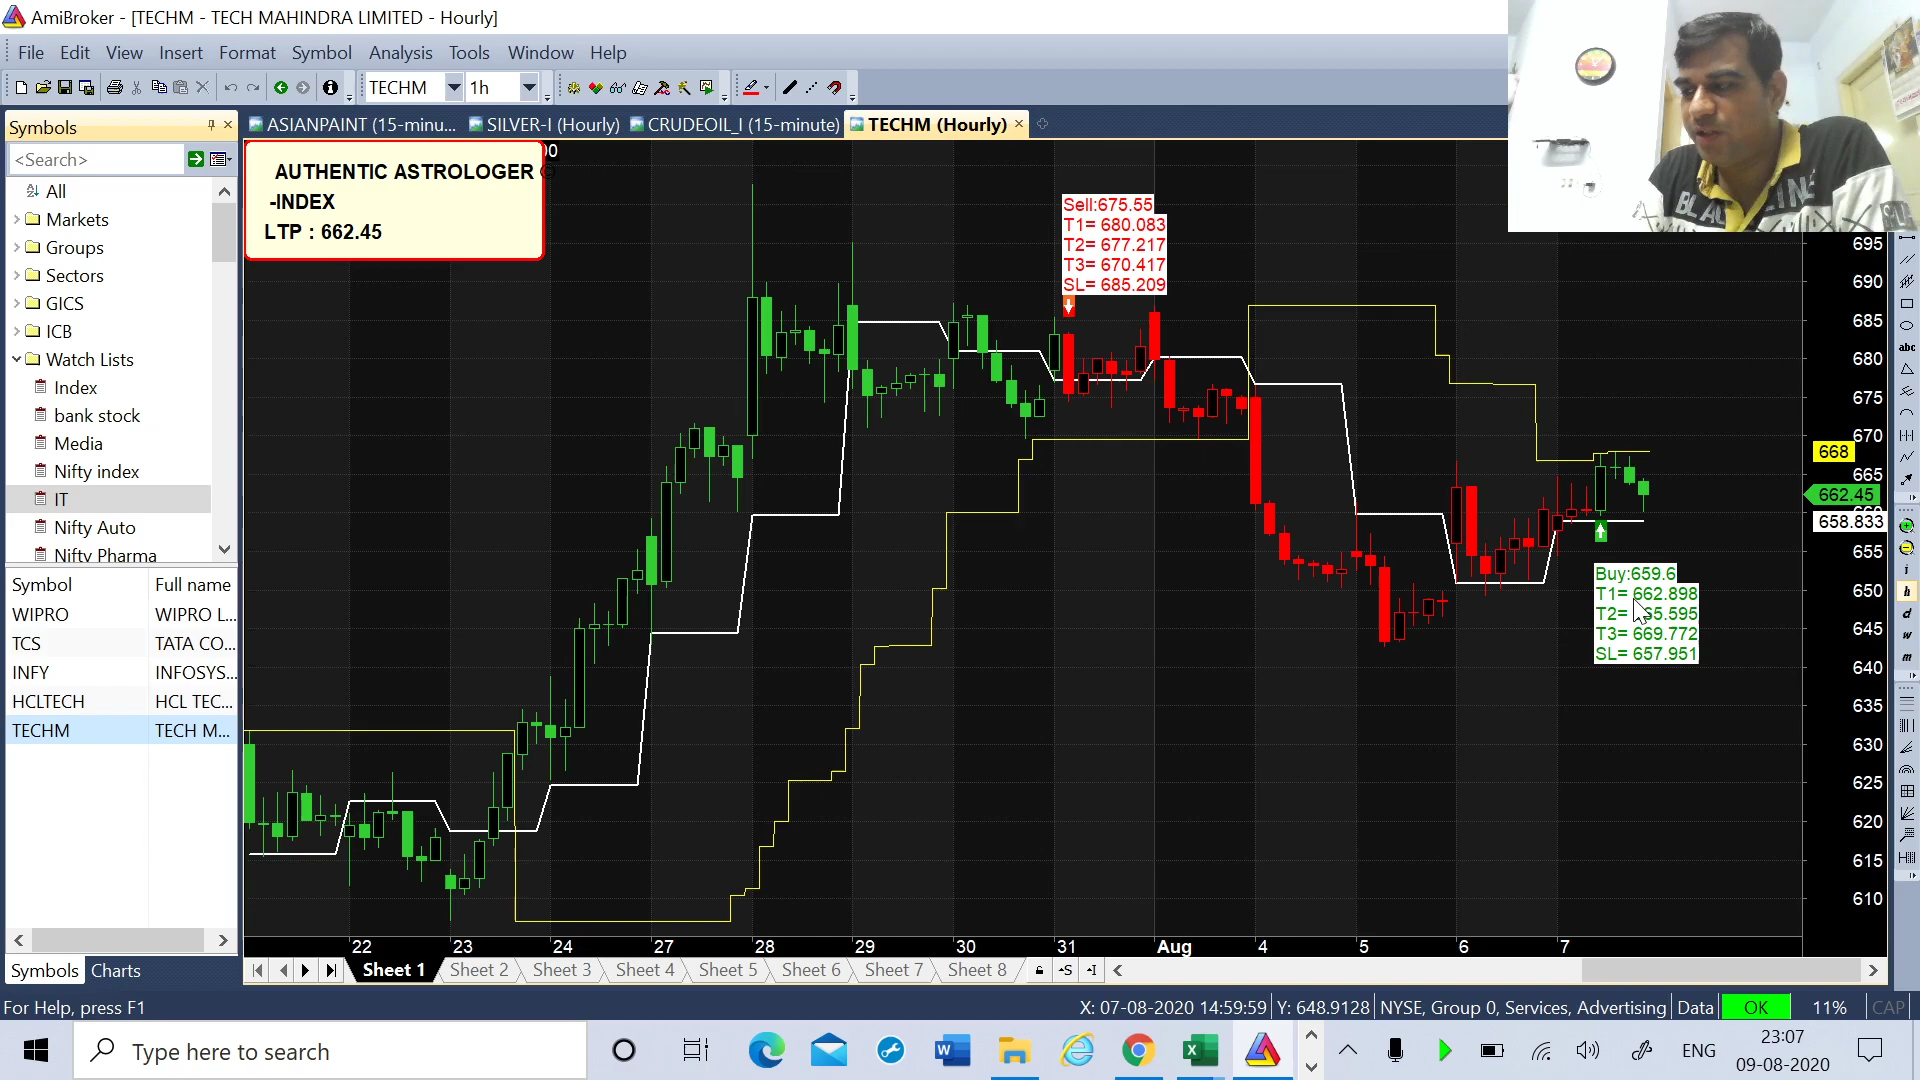 AmiBroker - [TECHM - TECH MAHINDRA LIMITED - Hourly]
File Edit View Insert Format Symbol Analysis Tools Window Help
TECHM 1h
Symbols
ASIANPAINT (15-minu... SILVER-I (Hourly) CRUDEOIL_I (15-minute) TECHM (Hourly)
<Search>
All
Markets
Groups
Sectors
GICS
ICB
Watch Lists
Index
bank stock
Media
Nifty index
IT
Nifty Auto
Nifty Pharma
Symbol Full name
WIPRO WIPRO L...
TCS TATA CO...
INFY INFOSYS...
HCLTECH HCL TEC...
TECHM TECH M...
Symbols Charts
AUTHENTIC ASTROLOGER ©
-INDEX
LTP : 662.45
Sell:675.55
T1= 680.083
T2= 677.217
T3= 670.417
SL= 685.209
Buy:659.6
T1= 662.898
T2= 65.595
T3= 669.772
SL= 657.951
695
690
685
680
675
670
668
665
662.45
658.833
655
650
645
640
635
630
625
620
615
610
22 23 24 27 28 29 30 31 Aug 4 5 6 7
Sheet 1 Sheet 2 Sheet 3 Sheet 4 Sheet 5 Sheet 6 Sheet 7 Sheet 8
For Help, press F1
X: 07-08-2020 14:59:59 Y: 648.9128 NYSE, Group 0, Services, Advertising Data OK 11% CAP
Type here to search
ENG
23:07
09-08-2020
abc
i
h
d
w
m